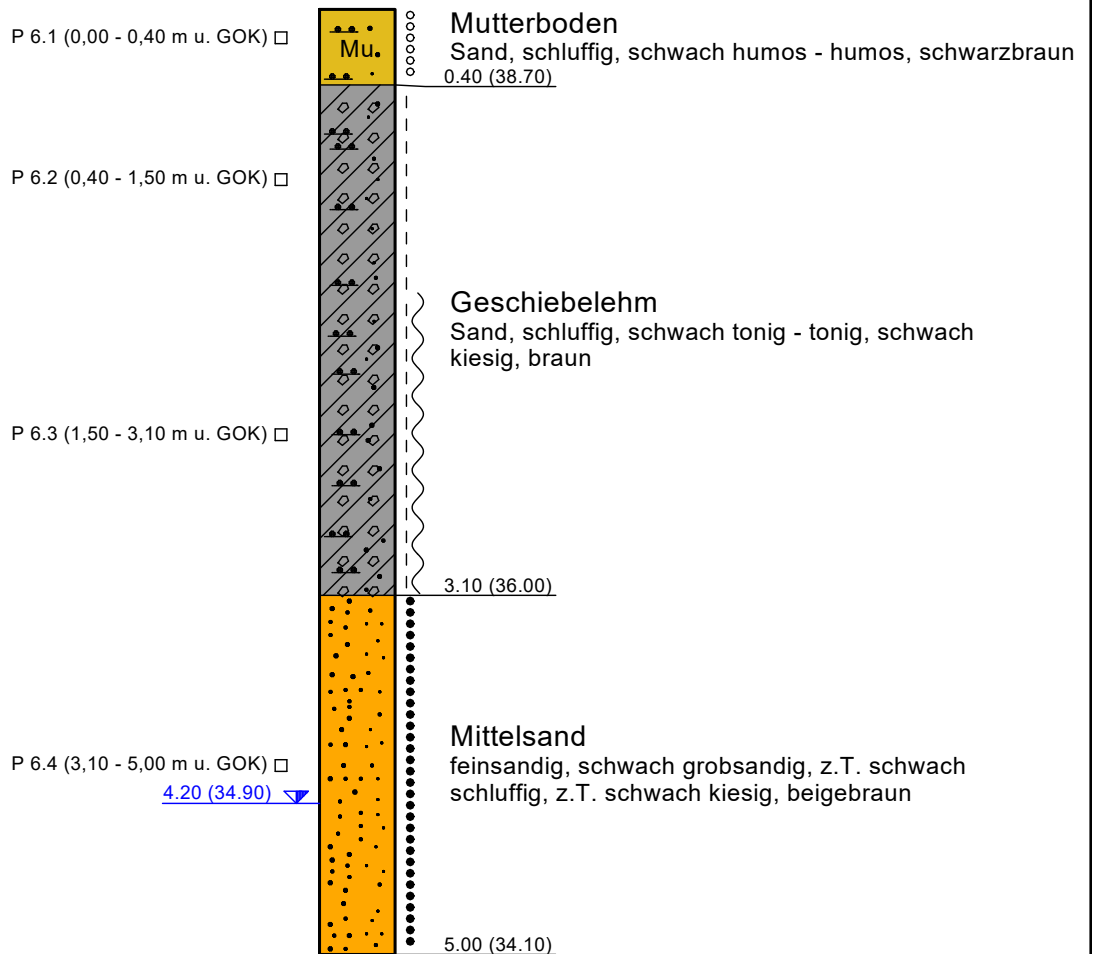 Mutterboden
P 6.1 (0,00 - 0,40 m u. GOK)
Mu
Sand, schluffig, schwach humos - humos, schwarzbraun
0.40 (38.70)
P 6.2 (0,40 - 1,50 m u. GOK)
Geschiebelehm
Sand, schluffig, schwach tonig - tonig, schwach
kiesig, braun
P 6.3 (1,50 - 3,10 m u. GOK)
3.10 (36.00)
Mittelsand
P 6.4 (3,10 - 5,00 m u. GOK)
feinsandig, schwach grobsandig, z.T. schwach
schluffig, z.T. schwach kiesig, beigebraun
4.20 (34.90)
5.00 (34.10)